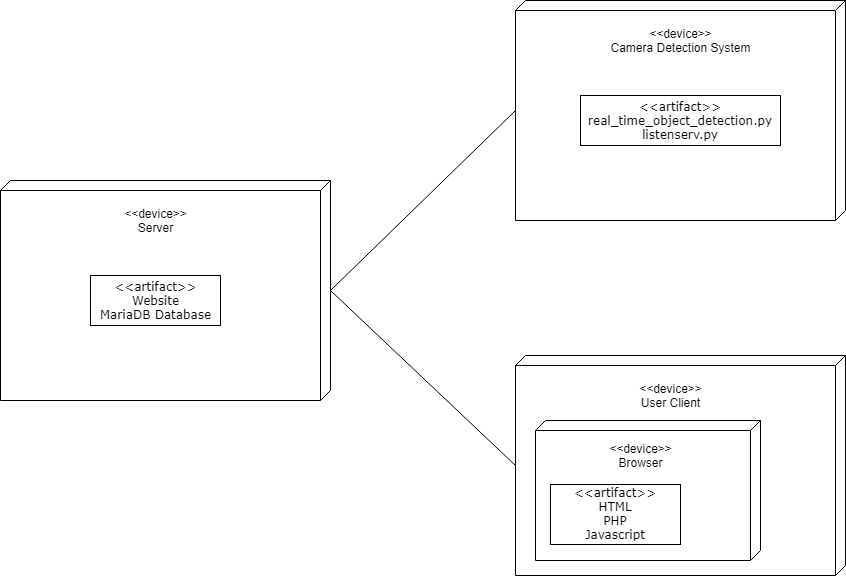 <<device>>
Camera Detection System
<<artifact>>
real_time_object_detection.py
listenserv.py
<<device>>
Server
<<artifact>>
Website
MariaDB Database
<<device>>
User Client
<<device>>
Browser
<<artifact>>
HTML
PHP
Javascript